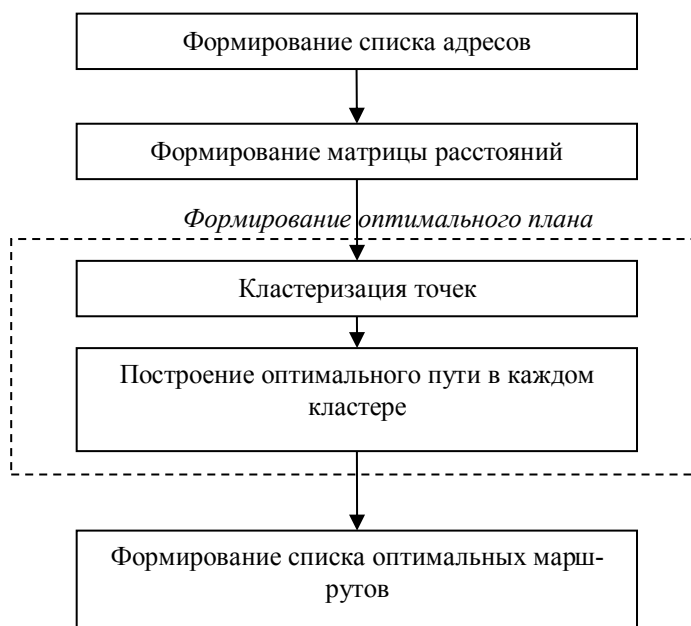 Формирование списка адресов
Формирование матрицы расстояний
Формирование оптимального плана
Кластеризация точек
Построение оптимального пути в каждом
кластере
Формирование списка оптимальных марш-
рутов